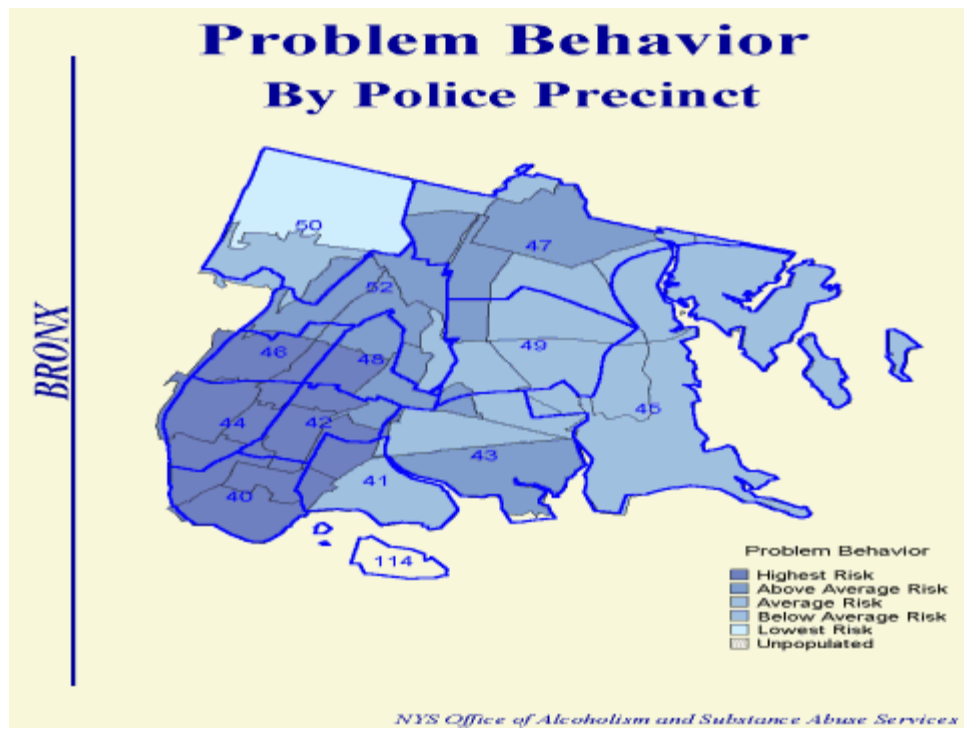 Problem Behavior
By Police Precinct
BRONX
50
47
52
46
48
49
44
42
45
43
40
41
114
Problem Behavior
Highest Risk
Above Average Risk
Average Risk
Below Average Risk
Lowest Risk
Unpopulated
NYS Office of Alcoholism and Substance Abuse Services